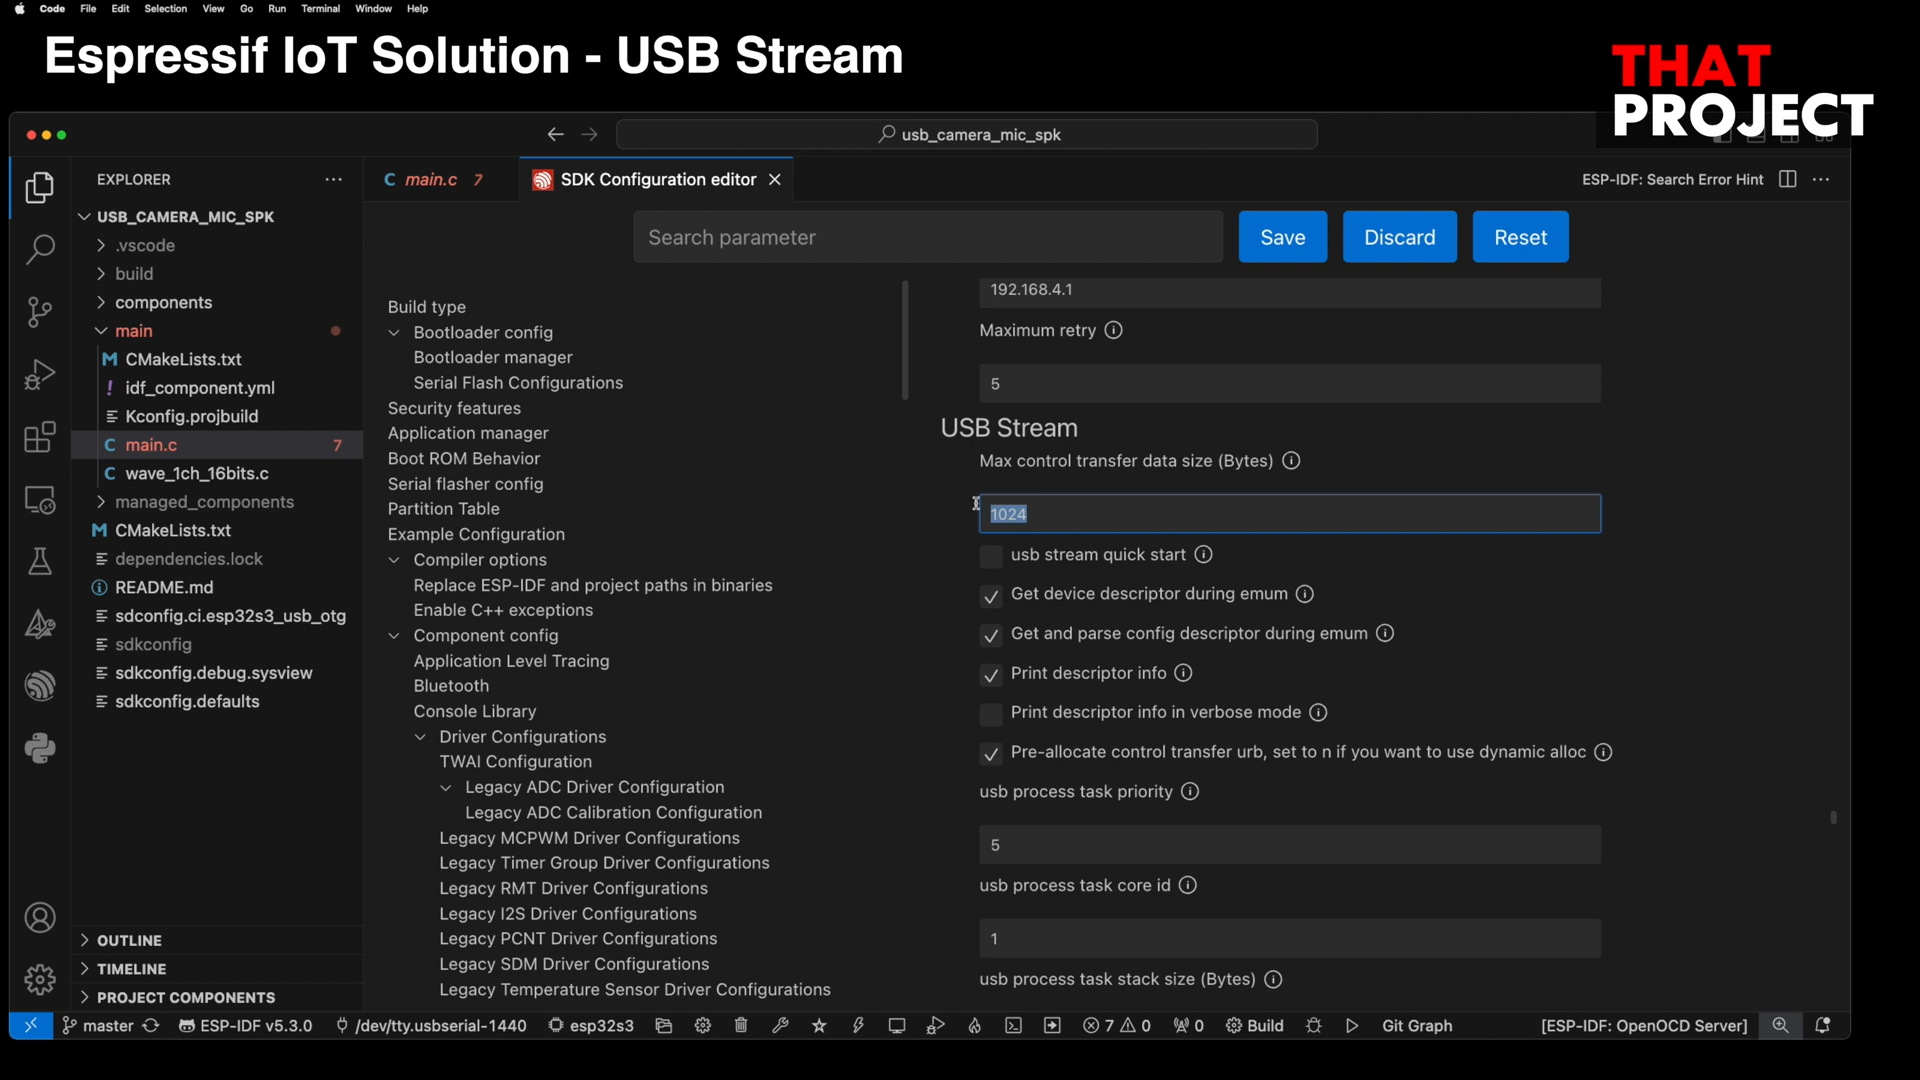 Code File Edit Selection View Go Run Terminal Window Help
Espressif IoT Solution - USB Stream
THAT
PROJECT
usb_camera_mic_spk
EXPLORER
main.c 7
SDK Configuration editor
ESP-IDF: Search Error Hint
USB_CAMERA_MIC_SPK
.vscode
build
components
main
CMakeLists.txt
idf_component.yml
Kconfig.projbuild
main.c 7
wave_1ch_16bits.c
managed_components
CMakeLists.txt
dependencies.lock
README.md
sdconfig.ci.esp32s3_usb_otg
sdkconfig
sdkconfig.debug.sysview
sdkconfig.defaults
OUTLINE
TIMELINE
PROJECT COMPONENTS
Search parameter
Save
Discard
Reset
Build type
Bootloader config
Bootloader manager
Serial Flash Configurations
Security features
Application manager
Boot ROM Behavior
Serial flasher config
Partition Table
Example Configuration
Compiler options
Replace ESP-IDF and project paths in binaries
Enable C++ exceptions
Component config
Application Level Tracing
Bluetooth
Console Library
Driver Configurations
TWAI Configuration
Legacy ADC Driver Configuration
Legacy ADC Calibration Configuration
Legacy MCPWM Driver Configurations
Legacy Timer Group Driver Configurations
Legacy RMT Driver Configurations
Legacy I2S Driver Configurations
Legacy PCNT Driver Configurations
Legacy SDM Driver Configurations
Legacy Temperature Sensor Driver Configurations
192.168.4.1
Maximum retry
5
USB Stream
Max control transfer data size (Bytes)
1024
usb stream quick start
Get device descriptor during emum
Get and parse config descriptor during emum
Print descriptor info
Print descriptor info in verbose mode
Pre-allocate control transfer urb, set to n if you want to use dynamic alloc
usb process task priority
5
usb process task core id
1
usb process task stack size (Bytes)
master ESP-IDF v5.3.0 /dev/tty.usbserial-1440 esp32s3 7 0 0 Build Git Graph [ESP-IDF: OpenOCD Server]